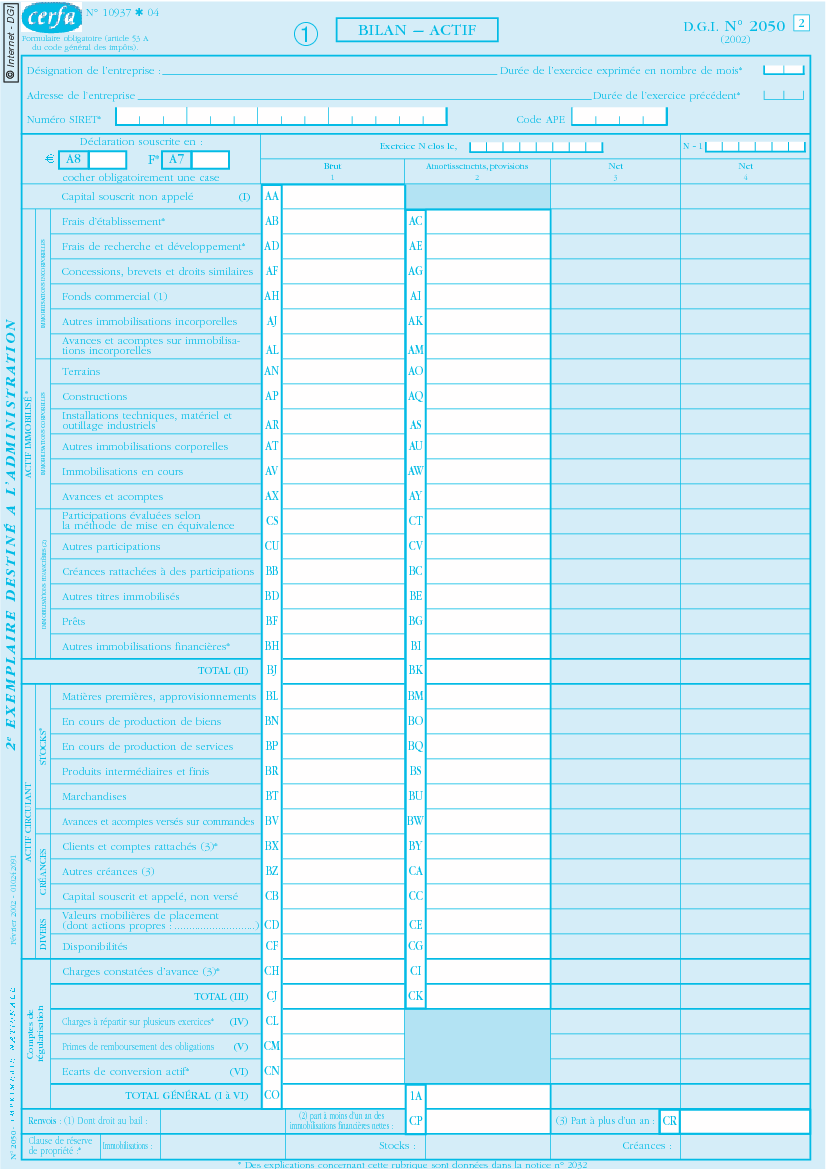 © Internet - DGI
cerfa
N° 10937 ✱ 04
Formulaire obligatoire (article 53 A
du code général des impôts).
1
BILAN – ACTIF
D.G.I. N° 2050
2
(2002)
Désignation de l'entreprise :
Durée de l'exercice exprimée en nombre de mois*
Adresse de l'entreprise
Durée de l'exercice précédent*
Numéro SIRET*
Code APE
Déclaration souscrite en :
€ A8 F* A7
cocher obligatoirement une case
Exercice N clos le,
N – 1
Brut
1
Amortissements, provisions
2
Net
3
Net
4
Capital souscrit non appelé (I) AA
ACTIF IMMOBILISÉ *
IMMOBILISATIONS INCORPORELLES
Frais d'établissement* AB AC
Frais de recherche et développement* AD AE
Concessions, brevets et droits similaires AF AG
Fonds commercial (1) AH AI
Autres immobilisations incorporelles AJ AK
Avances et acomptes sur immobilisa-
tions incorporelles AL AM
IMMOBILISATIONS CORPORELLES
Terrains AN AO
Constructions AP AQ
Installations techniques, matériel et
outillage industriels AR AS
Autres immobilisations corporelles AT AU
Immobilisations en cours AV AW
Avances et acomptes AX AY
IMMOBILISATIONS FINANCIÈRES (2)
Participations évaluées selon
la méthode de mise en équivalence CS CT
Autres participations CU CV
Créances rattachées à des participations BB BC
Autres titres immobilisés BD BE
Prêts BF BG
Autres immobilisations financières* BH BI
TOTAL (II) BJ BK
ACTIF CIRCULANT
STOCKS*
Matières premières, approvisionnements BL BM
En cours de production de biens BN BO
En cours de production de services BP BQ
Produits intermédiaires et finis BR BS
Marchandises BT BU
Avances et acomptes versés sur commandes BV BW
CRÉANCES
Clients et comptes rattachés (3)* BX BY
Autres créances (3) BZ CA
Capital souscrit et appelé, non versé CB CC
DIVERS
Valeurs mobilières de placement
(dont actions propres : ............................) CD CE
Disponibilités CF CG
Comptes de
régularisation
Charges constatées d'avance (3)* CH CI
TOTAL (III) CJ CK
Charges à répartir sur plusieurs exercices* (IV) CL
Primes de remboursement des obligations (V) CM
Ecarts de conversion actif* (VI) CN
TOTAL GÉNÉRAL (I à VI) CO 1A
Renvois : (1) Dont droit au bail :
(2) part à moins d'un an des
immobilisations financières nettes : CP
(3) Part à plus d'un an : CR
Clause de réserve
de propriété :*
Immobilisations :
Stocks :
Créances :
* Des explications concernant cette rubrique sont données dans la notice n° 2032
2e EXEMPLAIRE DESTINÉ A L'ADMINISTRATION
Février 2002 - 01024 2091
N° 2050 - IMPRIMERIE NATIONALE